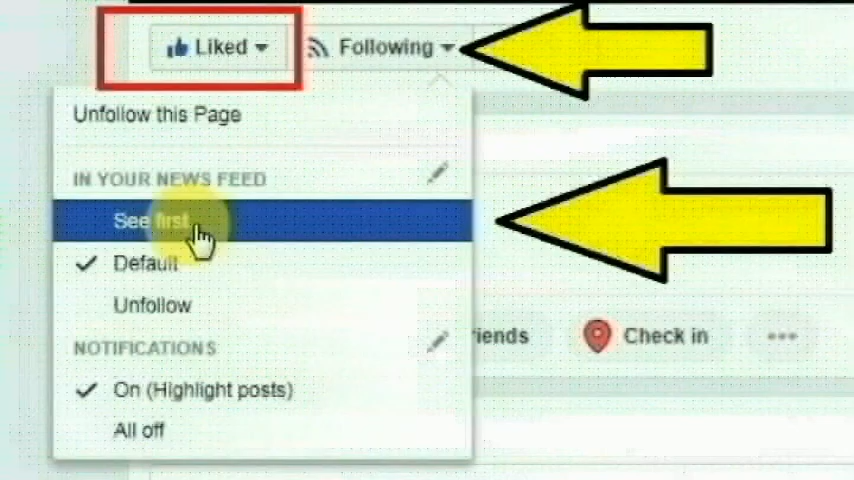 Liked Following
Unfollow this Page
IN YOUR NEWS FEED
See first
Default
Unfollow
riends Check in
NOTIFICATIONS
On (Highlight posts)
All off